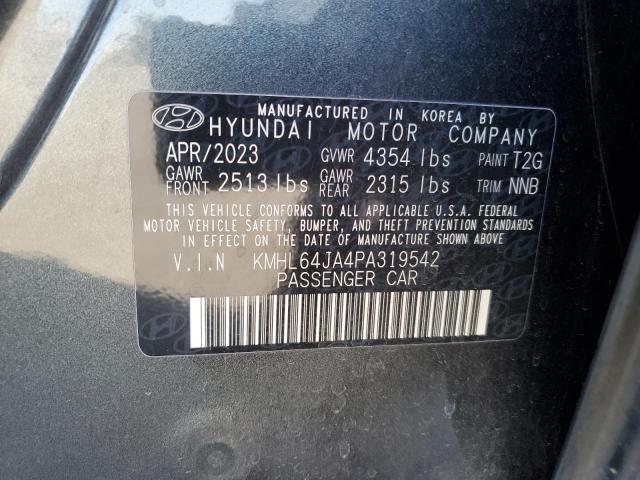 MANUFACTURED IN KOREA BY
HYUNDAI MOTOR COMPANY
APR/2023 GVWR 4354 lbs PAINT T2G
GAWR FRONT 2513 lbs GAWR REAR 2315 lbs TRIM NNB
THIS VEHICLE CONFORMS TO ALL APPLICABLE U.S.A. FEDERAL
MOTOR VEHICLE SAFETY, BUMPER, AND THEFT PREVENTION STANDARDS
IN EFFECT ON THE DATE OF MANUFACTURE SHOWN ABOVE
V.I.N KMHL64JA4PA319542
PASSENGER CAR